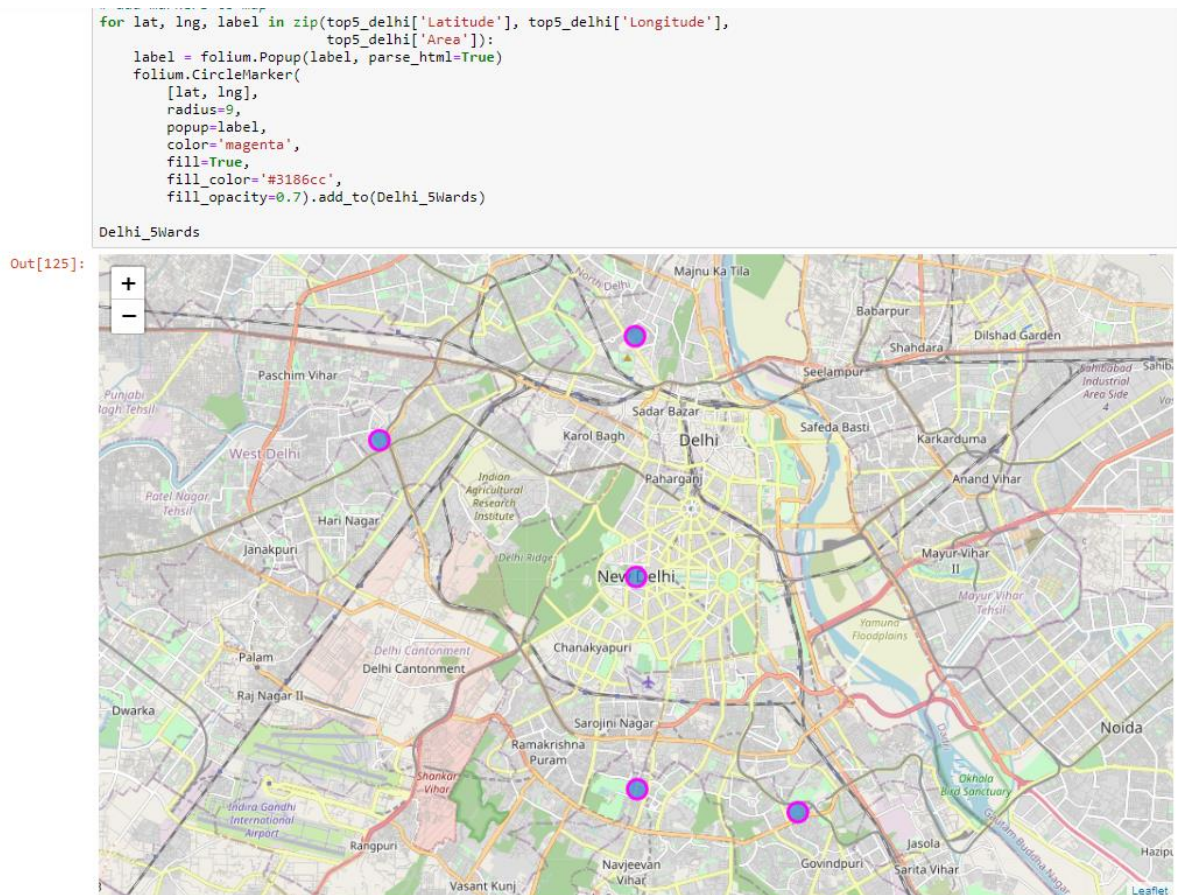 for lat, lng, label in zip(top5_delhi['Latitude'], top5_delhi['Longitude'],
top5_delhi['Area']):
label = folium.Popup(label, parse_html=True)
folium.CircleMarker(
[lat, lng],
radius=9,
popup=label,
color='magenta',
fill=True,
fill_color='#3186cc',
fill_opacity=0.7).add_to(Delhi_5Wards)
Delhi_5Wards
Out[125]:
+
−
North Delhi
Majnu Ka Tila
Babarpur
Dilshad Garden
Shahdara
Paschim Vihar
Seelampur
Sahibabad
Industrial
Area Side
4
Punjabi
Bagh Tehsil
Sadar Bazar
Safeda Basti
Karol Bagh
Delhi
Karkarduma
West Delhi
Paharganj
Anand Vihar
Indian
Agricultural
Research
Institute
Patel Nagar
Tehsil
Hari Nagar
Janakpuri
Delhi Ridge
New Delhi
Mayur Vihar
II
Mayur Vihar
Tehsil
Yamuna
Floodplains
Chanakyapuri
Palam
Delhi Cantonment
Delhi Cantonment
Raj Nagar II
Dwarka
Sarojini Nagar
Noida
Ramakrishna
Puram
Shankar
Vihar
Okhla
Bird Sanctuary
Indira Gandhi
International
Airport
Rangpuri
Jasola
Gautam Buddha Nagar
Navjeevan
Vihar
Govindpuri
Sarita Vihar
Vasant Kunj
Leaflet